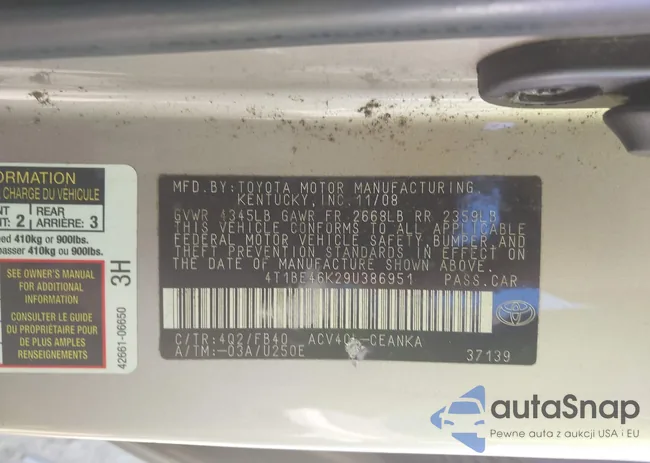 ORMATION
CHARGE DU VÉHICULE
NT
T: 2
REAR
ARRIÈRE: 3
eed 410kg or 900lbs.
passer 410kg ou 900lbs.
SEE OWNER'S MANUAL
FOR ADDITIONAL
INFORMATION
CONSULTER LE GUIDE
DU PROPRIÉTAIRE POUR
DE PLUS AMPLES
RENSEIGNEMENTS
3H
42661-06650
MFD. BY: TOYOTA MOTOR MANUFACTURING,
KENTUCKY, INC. 11/08
GVWR 4345LB GAWR FR 2668LB RR 2359LB
THIS VEHICLE CONFORMS TO ALL APPLICABLE
FEDERAL MOTOR VEHICLE SAFETY, BUMPER, AND
THEFT PREVENTION STANDARDS IN EFFECT ON
THE DATE OF MANUFACTURE SHOWN ABOVE.
4T1BE46K29U386951 PASS. CAR
C/TR: 4Q2/FB40 ACV40L-CEANKA
A/TM: -03A/U250E 37139
autaSnap
Pewne auta z aukcji USA i EU